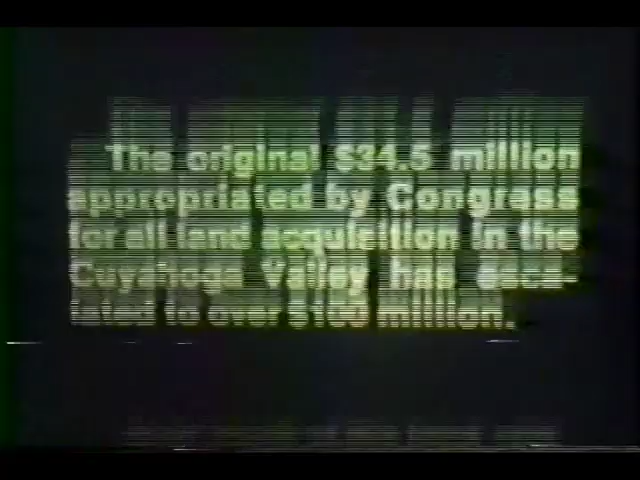 The original $34.5 million
appropriated by Congress
for all land acquisition in the
Cuyahoga Valley has esca-
lated to over $100 million.